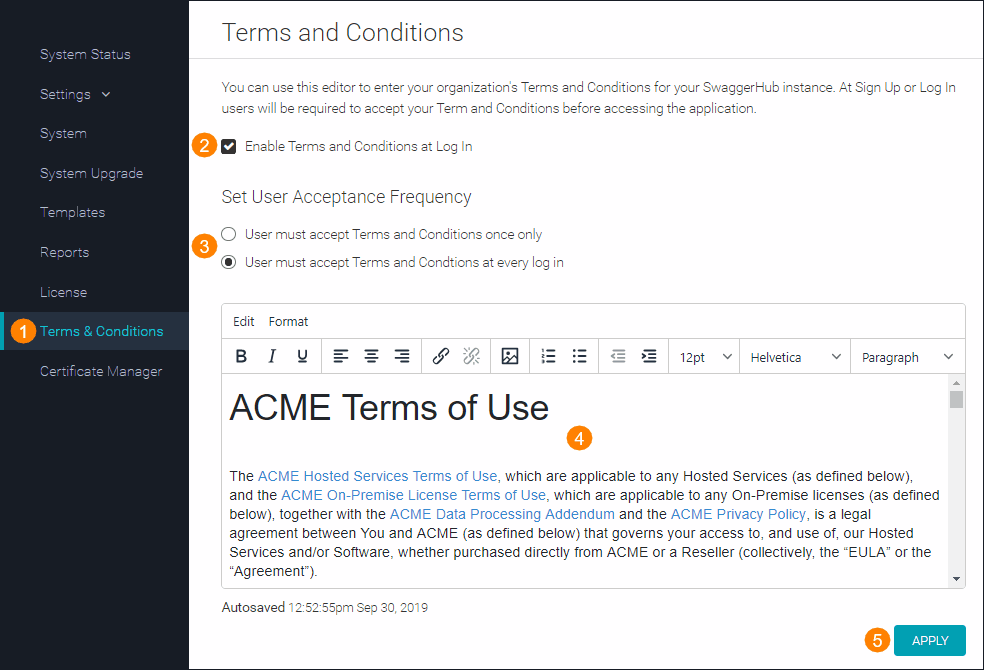 System Status
Settings
System
System Upgrade
Templates
Reports
License
1 Terms & Conditions
Certificate Manager
Terms and Conditions
You can use this editor to enter your organization's Terms and Conditions for your SwaggerHub instance. At Sign Up or Log In
users will be required to accept your Term and Conditions before accessing the application.
2 Enable Terms and Conditions at Log In
Set User Acceptance Frequency
3
User must accept Terms and Conditions once only
User must accept Terms and Condtions at every log in
Edit Format
B I U 12pt Helvetica Paragraph
ACME Terms of Use
4
The ACME Hosted Services Terms of Use, which are applicable to any Hosted Services (as defined below),
and the ACME On-Premise License Terms of Use, which are applicable to any On-Premise licenses (as defined
below), together with the ACME Data Processing Addendum and the ACME Privacy Policy, is a legal
agreement between You and ACME (as defined below) that governs your access to, and use of, our Hosted
Services and/or Software, whether purchased directly from ACME or a Reseller (collectively, the “EULA” or the
“Agreement”).
Autosaved 12:52:55pm Sep 30, 2019
5 APPLY